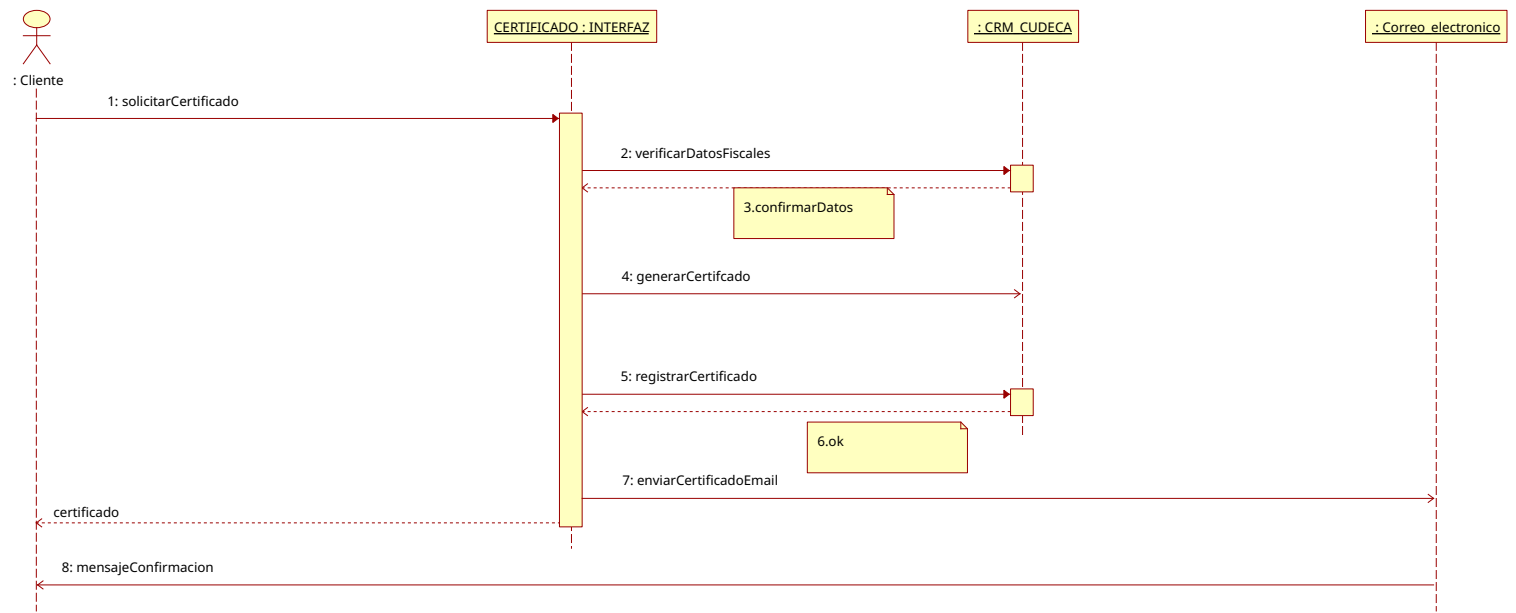 CERTIFICADO : INTERFAZ
: CRM_CUDECA
: Correo_electronico
: Cliente
1: solicitarCertificado
2: verificarDatosFiscales
3.confirmarDatos
4: generarCertifcado
5: registrarCertificado
6.ok
7: enviarCertificadoEmail
certificado
8: mensajeConfirmacion